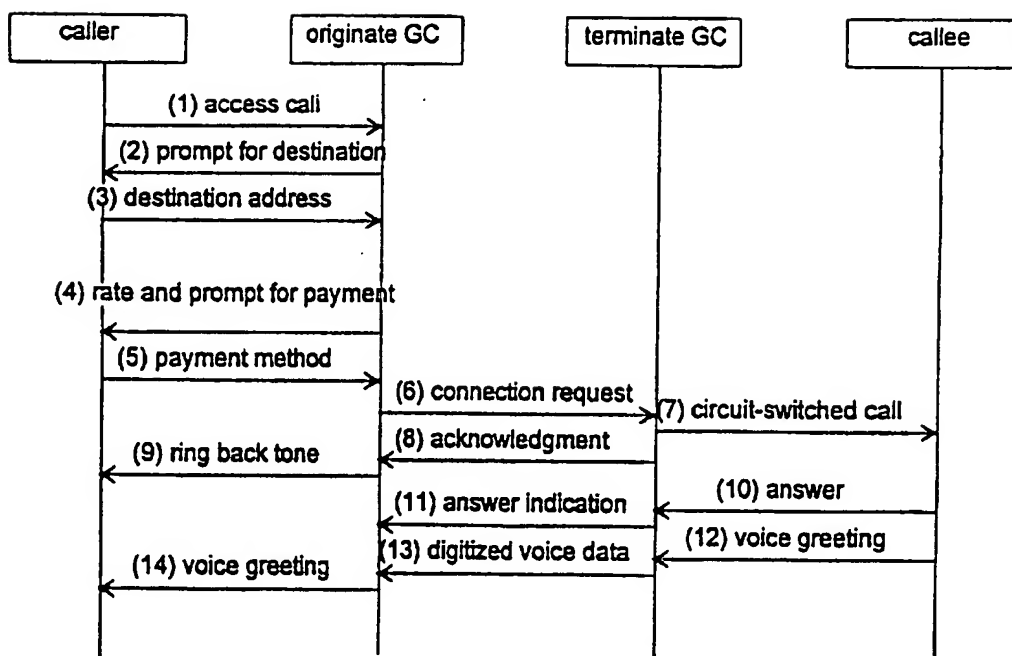 caller
originate GC
terminate GC
callee
(1) access call
(2) prompt for destination
(3) destination address
(4) rate and prompt for payment
(5) payment method
(6) connection request
(7) circuit-switched call
(8) acknowledgment
(9) ring back tone
(10) answer
(11) answer indication
(12) voice greeting
(13) digitized voice data
(14) voice greeting